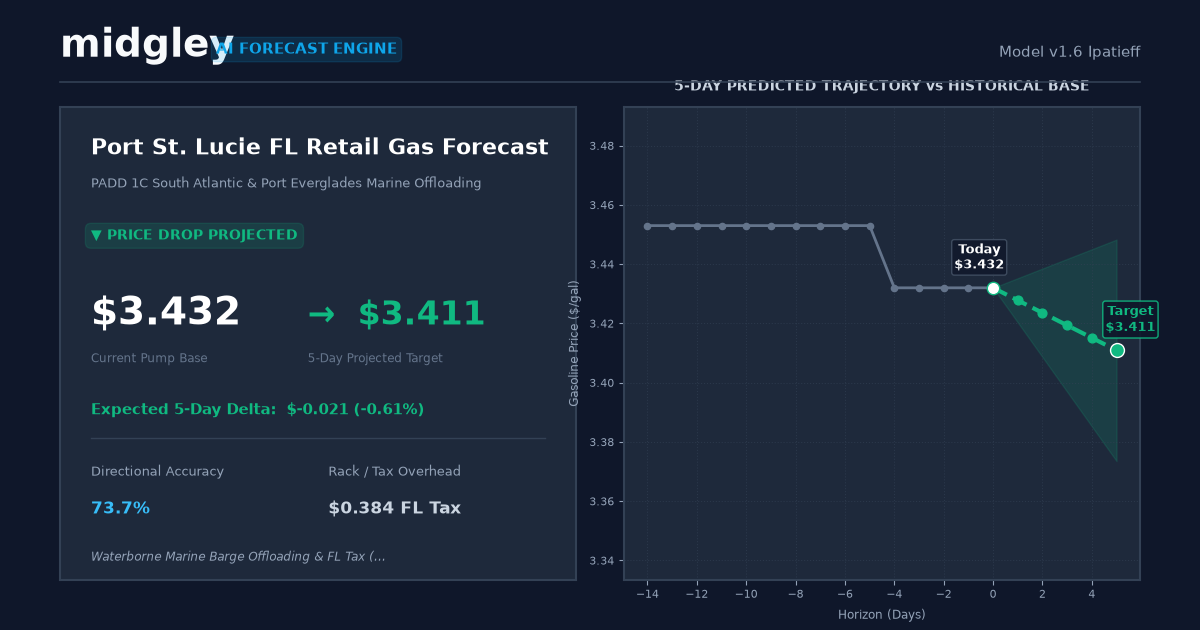 midgley
AI FORECAST ENGINE
Model v1.6 Ipatieff
Port St. Lucie FL Retail Gas Forecast
PADD 1C South Atlantic & Port Everglades Marine Offloading
▼ PRICE DROP PROJECTED
$3.432
→ $3.411
Current Pump Base
5-Day Projected Target
Expected 5-Day Delta: $-0.021 (-0.61%)
Directional Accuracy
Rack / Tax Overhead
73.7%
$0.384 FL Tax
Waterborne Marine Barge Offloading & FL Tax (...
5-DAY PREDICTED TRAJECTORY vs HISTORICAL BASE
Gasoline Price ($/gal)
3.48
3.46
3.44
3.42
3.40
3.38
3.36
3.34
Today
$3.432
Target
$3.411
−14 −12 −10 −8 −6 −4 −2 0 2 4
Horizon (Days)